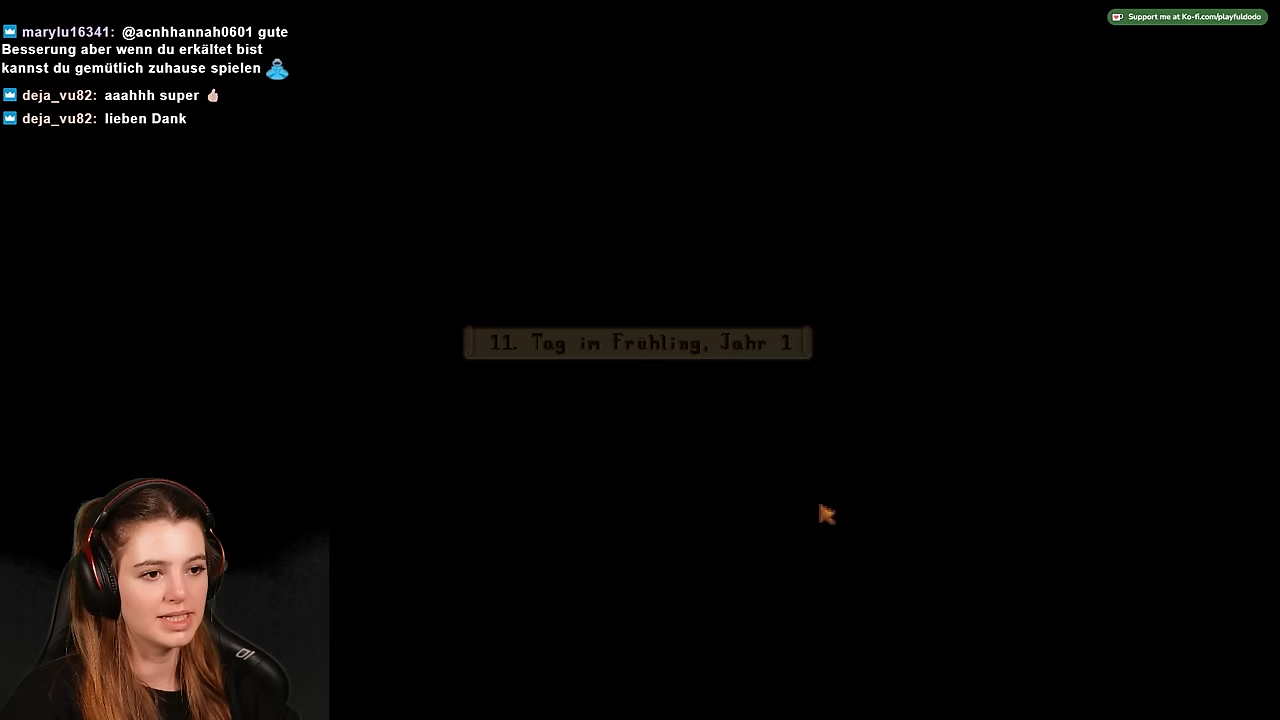 marylu16341: @acnhhannah0601 gute
Besserung aber wenn du erkältet bist
kannst du gemütlich zuhause spielen
deja_vu82: aaahhh super
deja_vu82: lieben Dank
Support me at Ko-fi.com/playfuldodo
11. Tag im Frühling, Jahr 1